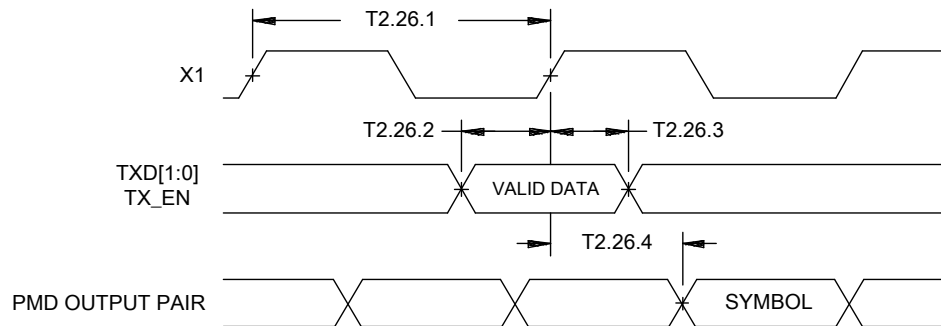 T2.26.1
X1
T2.26.2
T2.26.3
TXD[1:0]
TX_EN
VALID DATA
T2.26.4
PMD OUTPUT PAIR
SYMBOL